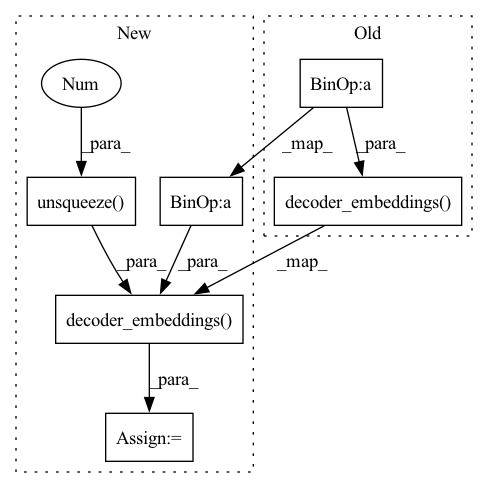 New
Old
Num
BinOp:a
_para_
_map_
_para_
unsqueeze()
BinOp:a
decoder_embeddings()
_para_
_para_
_map_
decoder_embeddings()
_para_
Assign:=